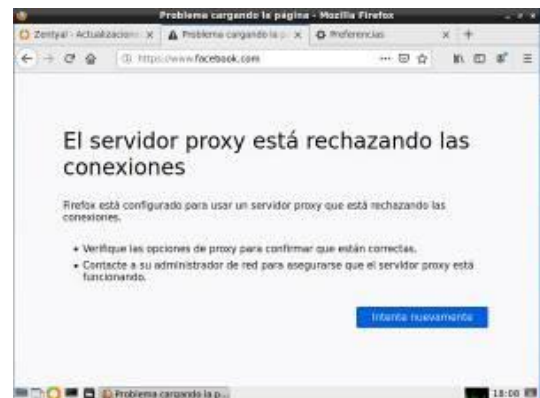 Problema cargando la página - Mozilla Firefox
Zentyal - Actualizacion
Problema cargando la p
Preferencias
https://www.facebook.com
El servidor proxy está rechazando las
conexiones
Firefox está configurado para usar un servidor proxy que está rechazando las
conexiones.
• Verifique las opciones de proxy para confirmar que están correctas.
• Contacte a su administrador de red para asegurarse que el servidor proxy está
funcionando.
Intente nuevamente
Problema cargando la p...
18:00